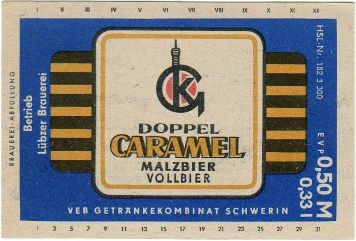 I II III IV V VI VII VIII IX X XI XII
BRAUEREI-ABFÜLLUNG
Betrieb
Lübzer Brauerei
GK
DOPPEL
CARAMEL
MALZBIER
VOLLBIER
HSL-Nr. 182 3 300
EVP 0,50 M
0,33 l
VEB GETRÄNKEKOMBINAT SCHWERIN
1 3 5 7 9 11 13 15 17 19 21 23 25 27 29 31